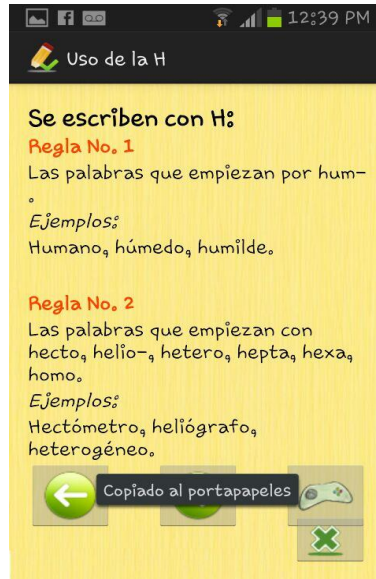 12:39 PM
Uso de la H
Se escriben con H:
Regla No. 1
Las palabras que empiezan por hum-
.
Ejemplos:
Humano, húmedo, humilde.
Regla No. 2
Las palabras que empiezan con
hecto, helio-, hetero, hepta, hexa,
homo.
Ejemplos:
Hectómetro, heliógrafo,
heterogéneo.
Copiado al portapapeles